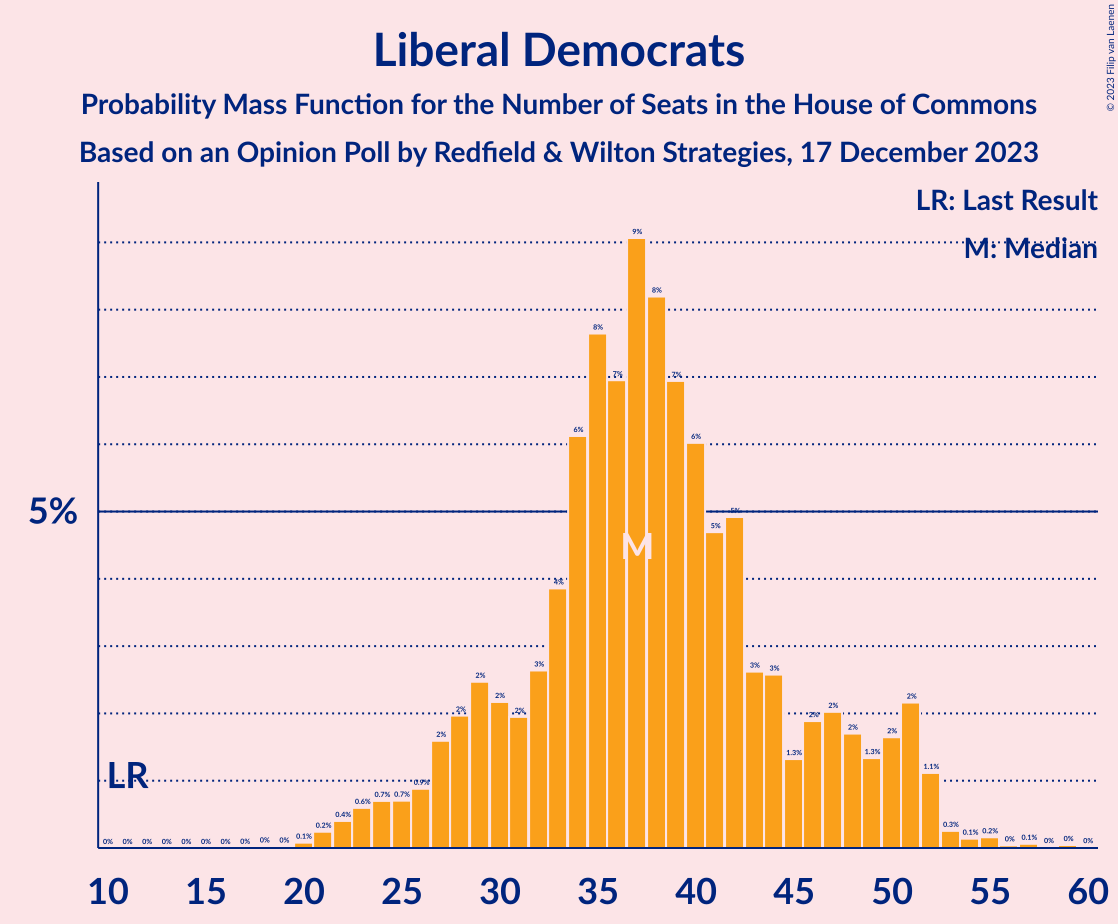 Liberal Democrats
Probability Mass Function for the Number of Seats in the House of Commons
Based on an Opinion Poll by Redfield & Wilton Strategies, 17 December 2023
© 2023 Filip van Laenen
LR: Last Result
M: Median
5%
LR
M
0% 0% 0% 0% 0% 0% 0% 0% 0% 0% 0.1% 0.2% 0.4% 0.6% 0.7% 0.7% 0.9% 2% 2% 2% 2% 2% 3% 4% 6% 8% 7% 9% 8% 7% 6% 5% 5% 3% 3% 1.3% 2% 2% 2% 1.3% 2% 2% 1.1% 0.3% 0.1% 0.2% 0% 0.1% 0% 0% 0%
10 15 20 25 30 35 40 45 50 55 60